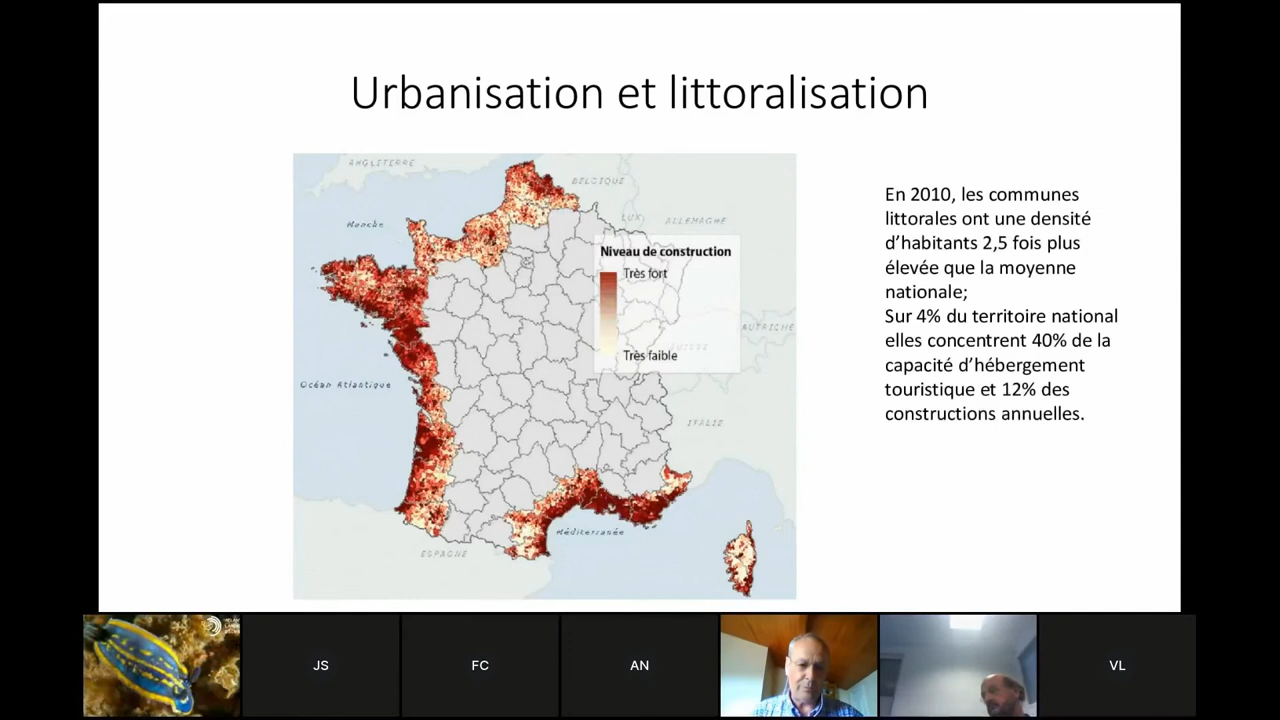 Urbanisation et littoralisation
ANGLETERRE
BELGIQUE
Manche
LUX
ALLEMAGNE
Niveau de construction
Très fort
AUTRICHE
SUISSE
Très faible
Océan Atlantique
ITALIE
Méditerranée
ESPAGNE
En 2010, les communes
littorales ont une densité
d’habitants 2,5 fois plus
élevée que la moyenne
nationale;
Sur 4% du territoire national
elles concentrent 40% de la
capacité d’hébergement
touristique et 12% des
constructions annuelles.
JS
FC
AN
VL